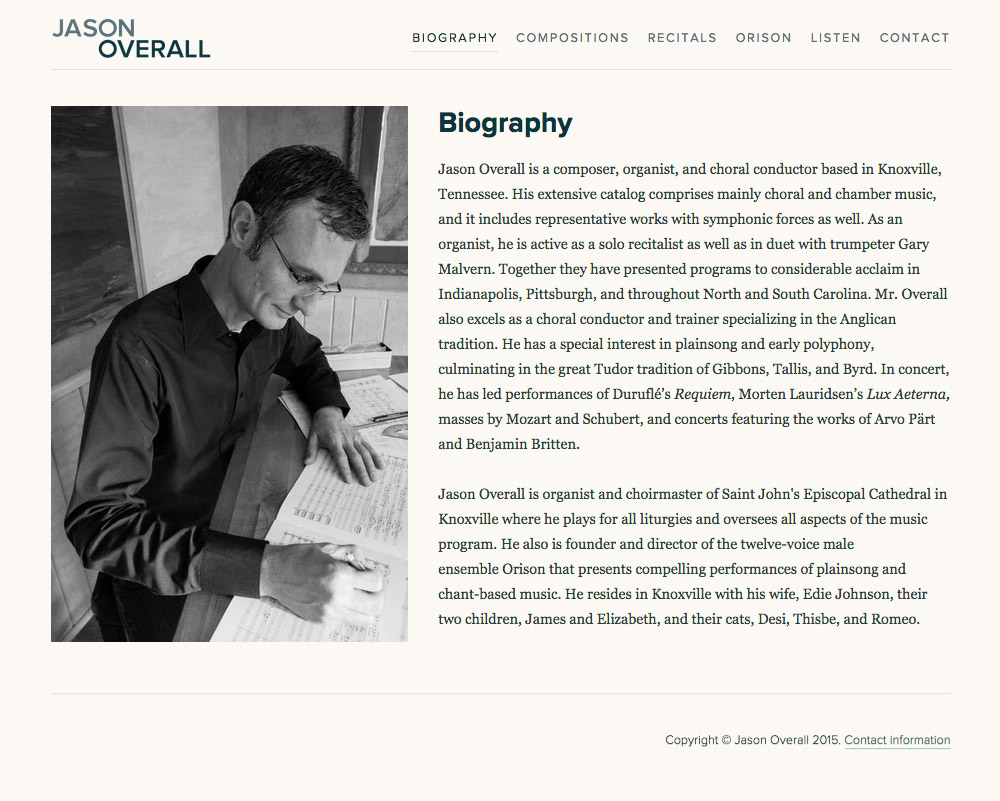 JASON
OVERALL
BIOGRAPHY COMPOSITIONS RECITALS ORISON LISTEN CONTACT
Biography
Jason Overall is a composer, organist, and choral conductor based in Knoxville,
Tennessee. His extensive catalog comprises mainly choral and chamber music,
and it includes representative works with symphonic forces as well. As an
organist, he is active as a solo recitalist as well as in duet with trumpeter Gary
Malvern. Together they have presented programs to considerable acclaim in
Indianapolis, Pittsburgh, and throughout North and South Carolina. Mr. Overall
also excels as a choral conductor and trainer specializing in the Anglican
tradition. He has a special interest in plainsong and early polyphony,
culminating in the great Tudor tradition of Gibbons, Tallis, and Byrd. In concert,
he has led performances of Duruflé’s Requiem, Morten Lauridsen’s Lux Aeterna,
masses by Mozart and Schubert, and concerts featuring the works of Arvo Pärt
and Benjamin Britten.
Jason Overall is organist and choirmaster of Saint John's Episcopal Cathedral in
Knoxville where he plays for all liturgies and oversees all aspects of the music
program. He also is founder and director of the twelve-voice male
ensemble Orison that presents compelling performances of plainsong and
chant-based music. He resides in Knoxville with his wife, Edie Johnson, their
two children, James and Elizabeth, and their cats, Desi, Thisbe, and Romeo.
Copyright © Jason Overall 2015. Contact information